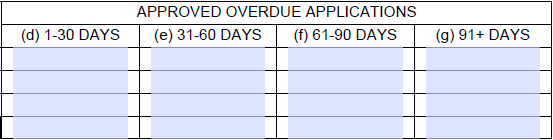 APPROVED OVERDUE APPLICATIONS
(d) 1-30 DAYS (e) 31-60 DAYS (f) 61-90 DAYS (g) 91+ DAYS